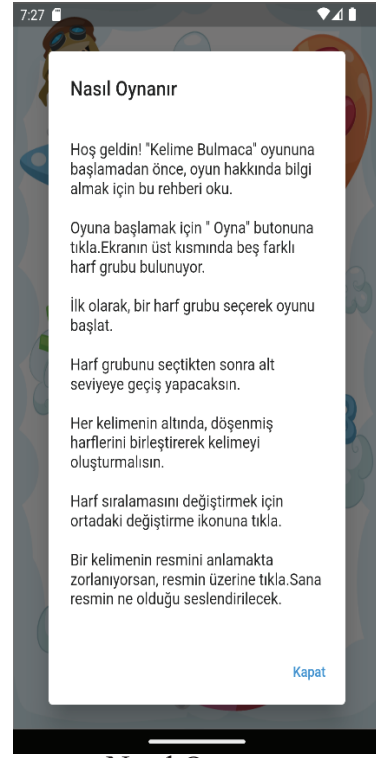 7:27
Nasıl Oynanır
Hoş geldin! "Kelime Bulmaca" oyununa
başlamadan önce, oyun hakkında bilgi
almak için bu rehberi oku.
Oyuna başlamak için " Oyna" butonuna
tıkla.Ekranın üst kısmında beş farklı
harf grubu bulunuyor.
İlk olarak, bir harf grubu seçerek oyunu
başlat.
Harf grubunu seçtikten sonra alt
seviyeye geçiş yapacaksın.
Her kelimenin altında, döşenmiş
harflerini birleştirerek kelimeyi
oluşturmalısın.
Harf sıralamasını değiştirmek için
ortadaki değiştirme ikonuna tıkla.
Bir kelimenin resmini anlamakta
zorlanıyorsan, resmin üzerine tıkla.Sana
resmin ne olduğu seslendirilecek.
Kapat